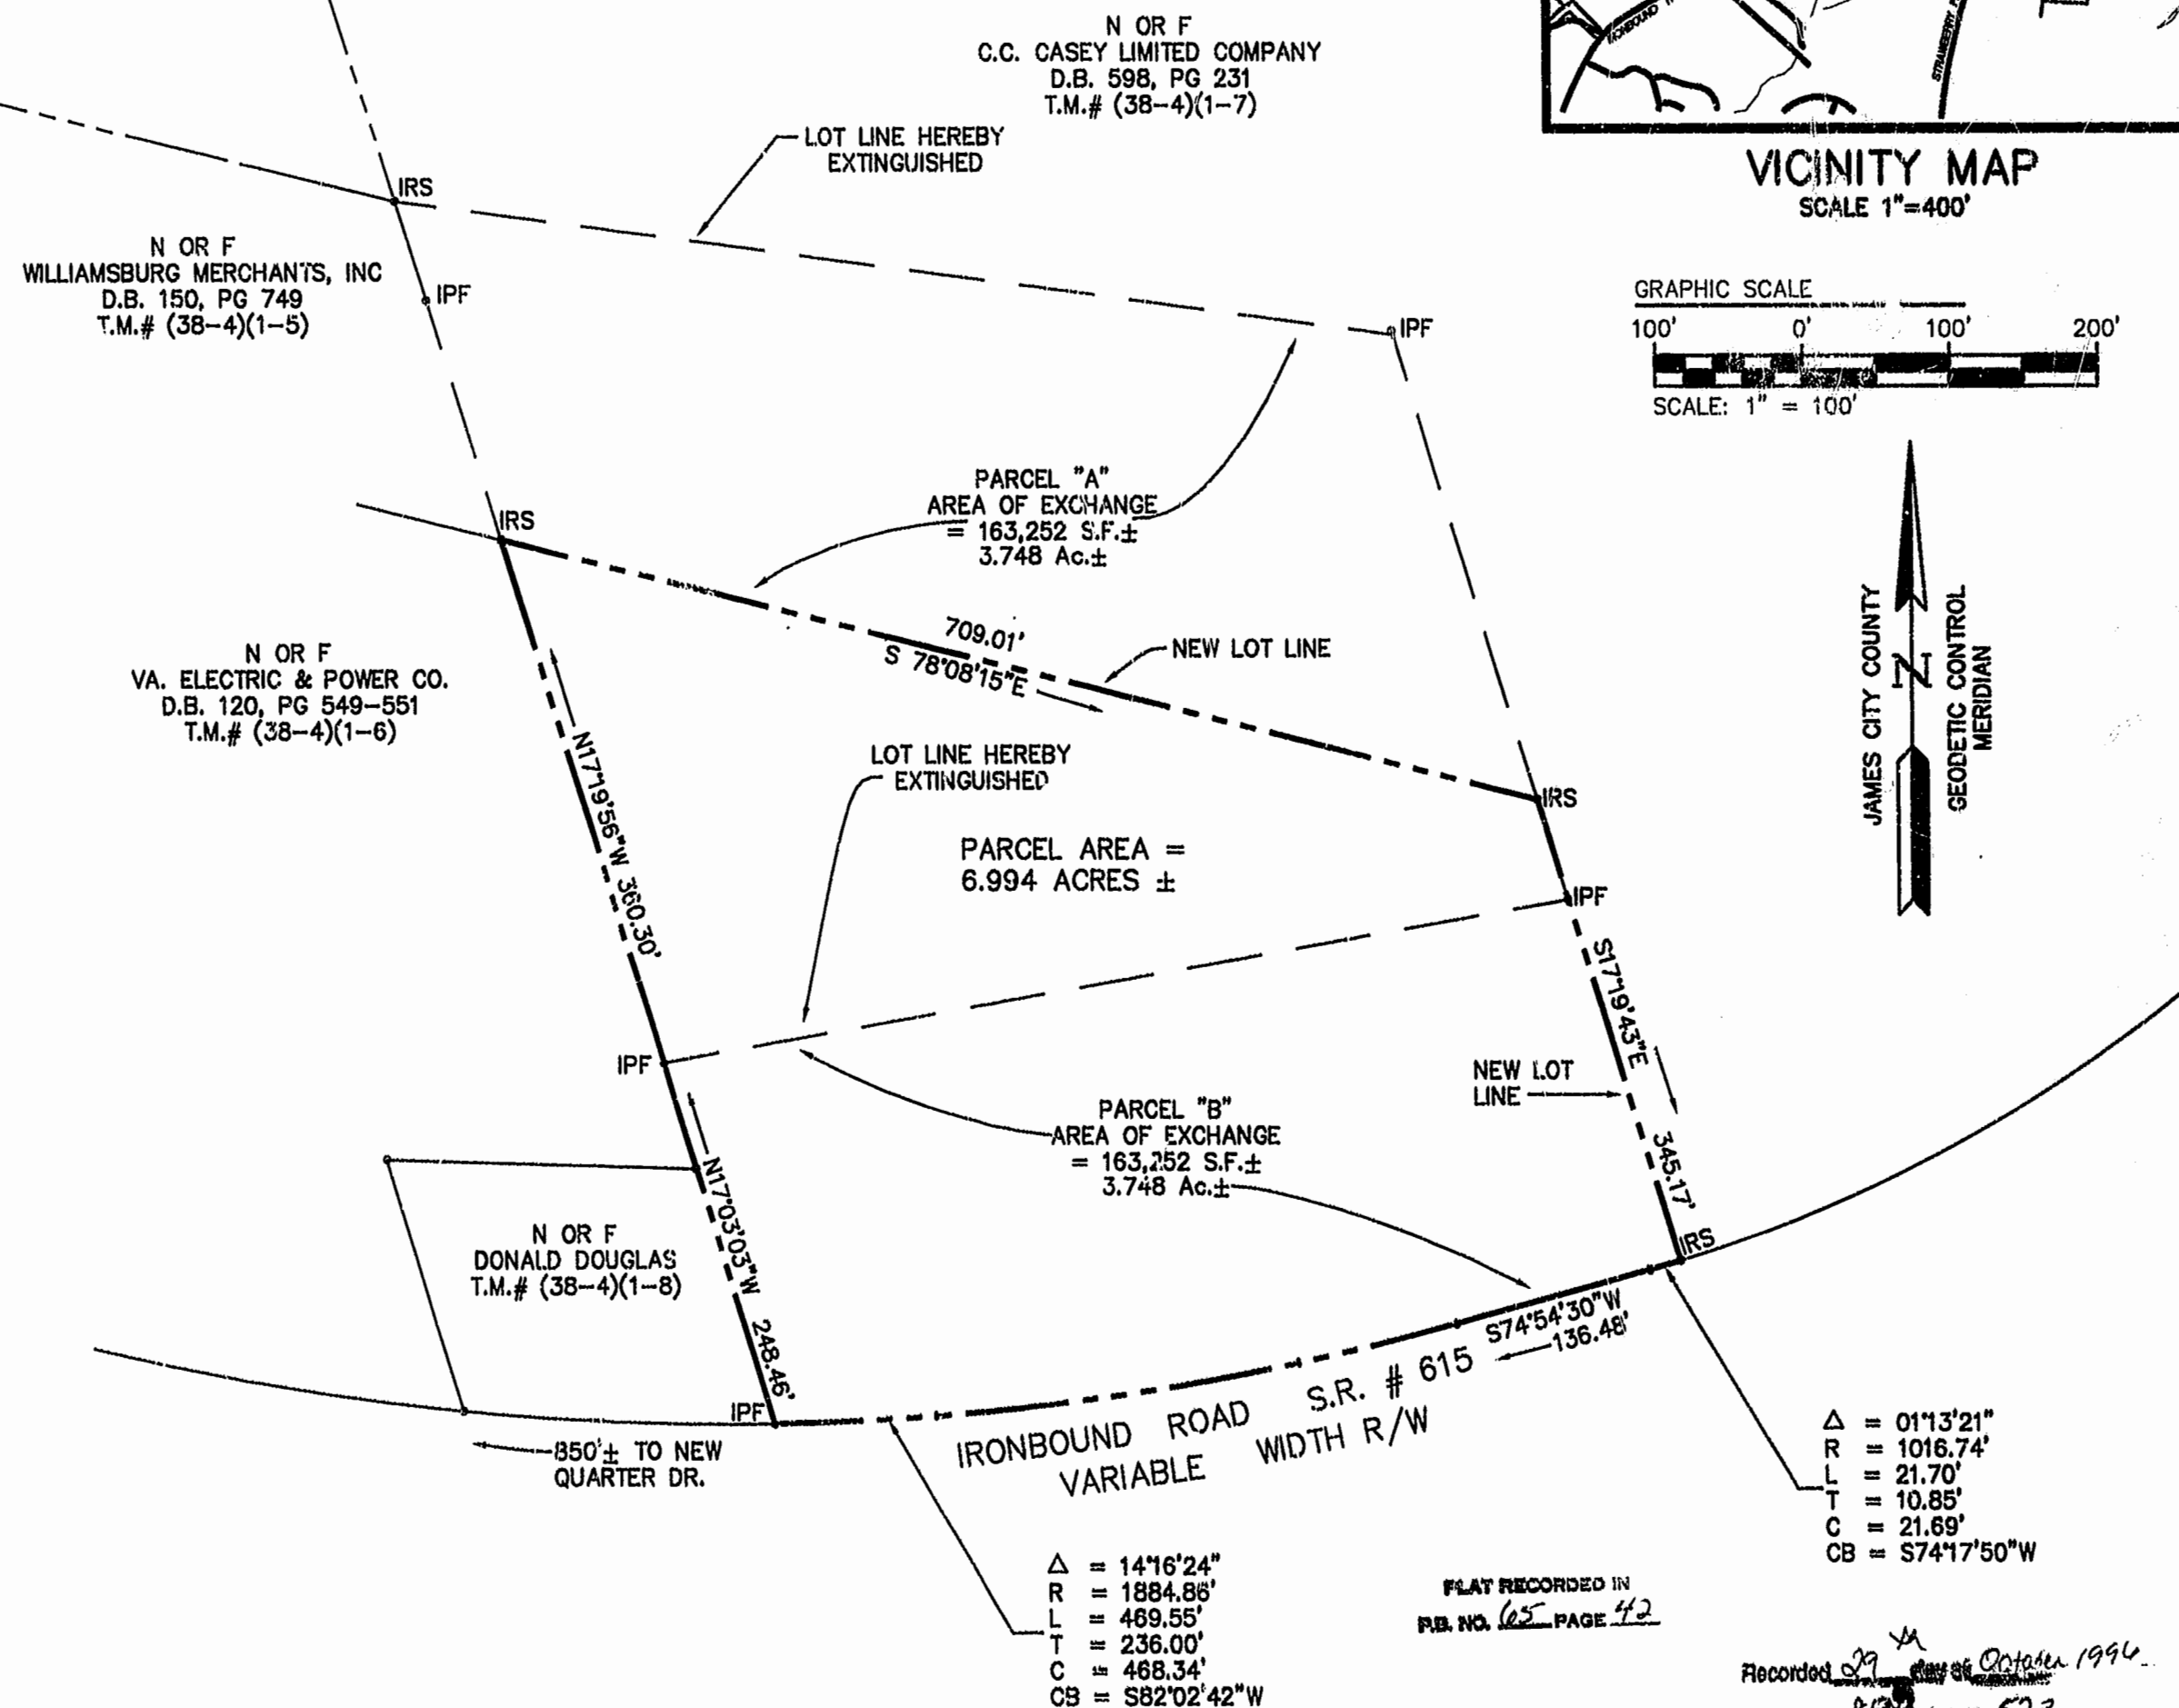 N OR F
C.C. CASEY LIMITED COMPANY
D.B. 598, PG 231
T.M.# (38-4)(1-7)
IRONBOUND
STRAWBERRY
VICINITY MAP
SCALE 1"=400'
LOT LINE HEREBY
EXTINGUISHED
IRS
N OR F
WILLIAMSBURG MERCHANTS, INC
D.B. 150, PG 749
T.M.# (38-4)(1-5)
IPF
IPF
GRAPHIC SCALE
100' 0' 100' 200'
SCALE: 1" = 100'
IRS
PARCEL "A"
AREA OF EXCHANGE
= 163,252 S.F.±
3.748 Ac.±
JAMES CITY COUNTY
N
GEODETIC CONTROL
MERIDIAN
709.01'
S 78°08'15"E
NEW LOT LINE
N OR F
VA. ELECTRIC & POWER CO.
D.B. 120, PG 549-551
T.M.# (38-4)(1-6)
N17°19'56"W 360.30'
LOT LINE HEREBY
EXTINGUISHED
IRS
PARCEL AREA =
6.994 ACRES ±
IPF
S17°19'43"E 345.17'
IPF
NEW LOT
LINE
PARCEL "B"
AREA OF EXCHANGE
= 163,252 S.F.±
3.748 Ac.±
N17°03'03"W 248.46'
N OR F
DONALD DOUGLAS
T.M.# (38-4)(1-8)
IRS
S74°54'30"W
136.48'
IPF
IRONBOUND ROAD S.R. # 615
VARIABLE WIDTH R/W
850'± TO NEW
QUARTER DR.
Δ = 01°13'21"
R = 1016.74'
L = 21.70'
T = 10.85'
C = 21.69'
CB = S74°17'50"W
Δ = 14°16'24"
R = 1884.86'
L = 469.55'
T = 236.00'
C = 468.34'
CB = S82°02'42"W
PLAT RECORDED IN
P.B. NO. 65 PAGE 42
Recorded 29 day of October 1996